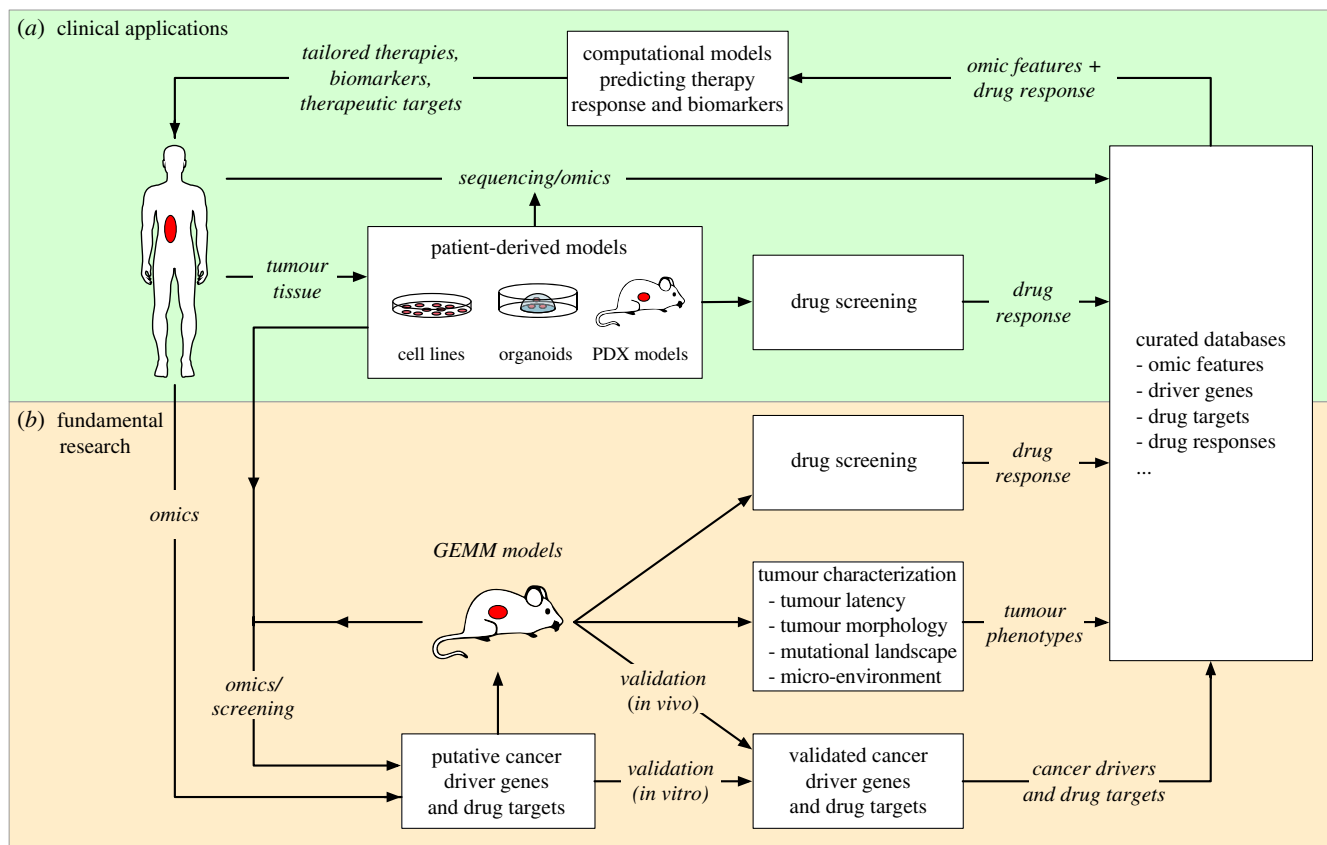 (a) clinical applications
tailored therapies,
biomarkers,
therapeutic targets
computational models
predicting therapy
response and biomarkers
omic features +
drug response
sequencing/omics
patient-derived models
tumour
tissue
cell lines
organoids
PDX models
drug screening
drug
response
curated databases
- omic features
- driver genes
- drug targets
- drug responses
...
(b) fundamental
research
drug screening
drug
response
omics
GEMM models
tumour characterization
- tumour latency
- tumour morphology
- mutational landscape
- micro-environment
tumour
phenotypes
omics/
screening
validation
(in vivo)
putative cancer
driver genes
and drug targets
validation
(in vitro)
validated cancer
driver genes
and drug targets
cancer drivers
and drug targets